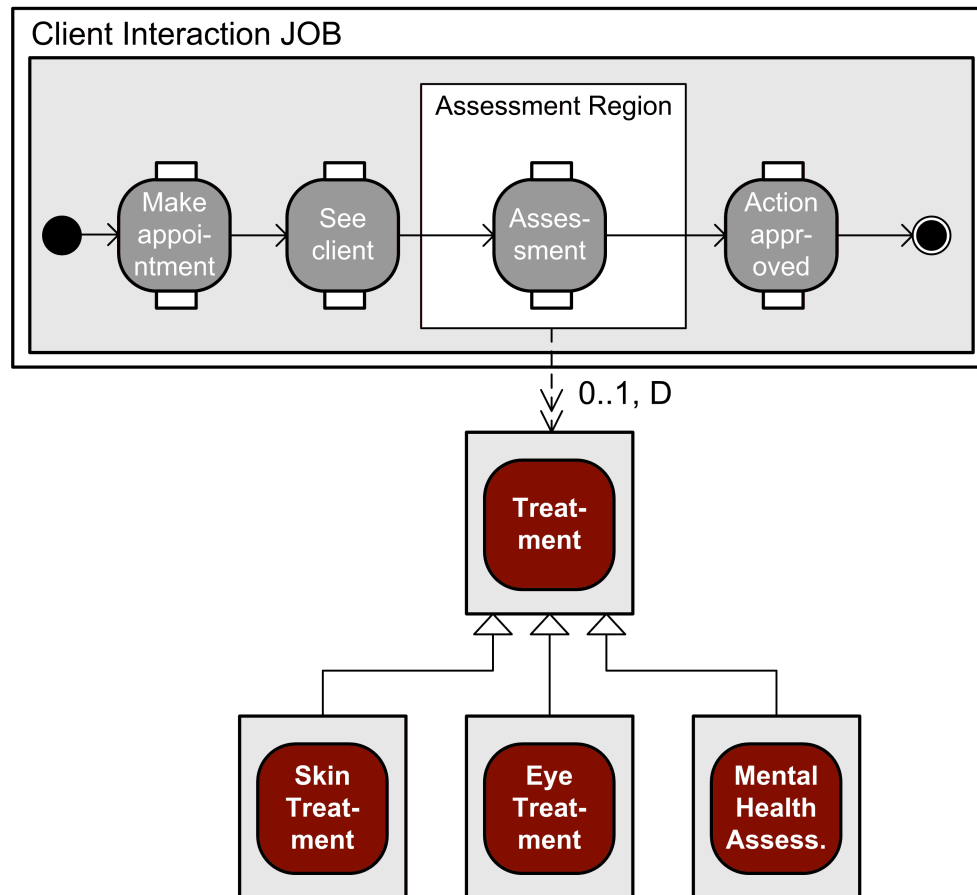 Client Interaction JOB
Assessment Region
Make
appoi-
ntment
See
client
Asses-
sment
Action
appr-
oved
0..1, D
Treat-
ment
Skin
Treat-
ment
Eye
Treat-
ment
Mental
Health
Assess.